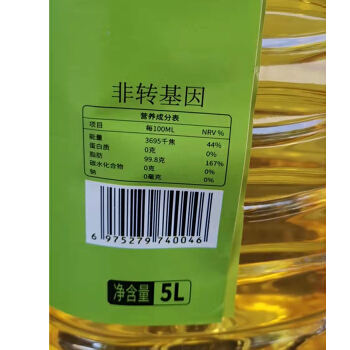 非转基因
营养成分表
项目 每100ML NRV%
能量 3695千焦 44%
蛋白质 0克 0%
脂肪 99.8克 167%
碳水化合物 0克 0%
钠 0毫克 0%
6 975279 740046
净含量 5L